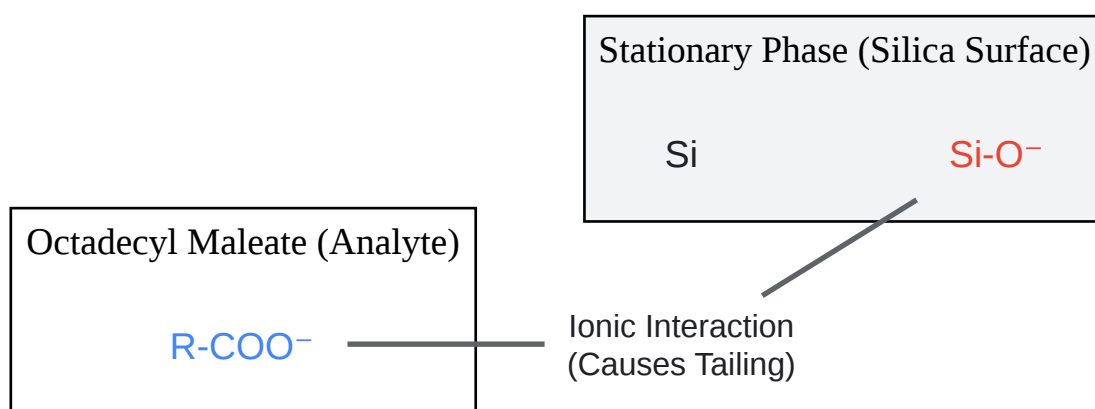 Stationary Phase (Silica Surface)
Si
Si-O⁻
Octadecyl Maleate (Analyte)
R-COO⁻
Ionic Interaction
(Causes Tailing)